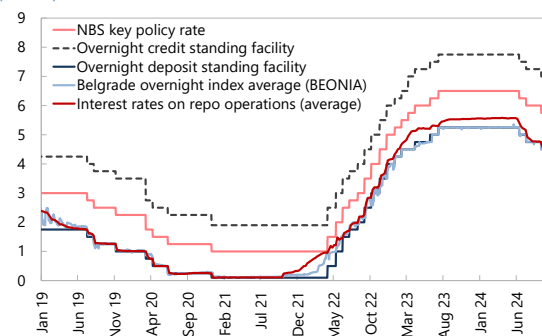 9
8
7
6
5
4
3
2
1
0
NBS key policy rate
Overnight credit standing facility
Overnight deposit standing facility
Belgrade overnight index average (BEONIA)
Interest rates on repo operations (average)
Jan 19
Jun 19
Nov 19
Apr 20
Sep 20
Feb 21
Jul 21
Dec 21
May 22
Oct 22
Mar 23
Aug 23
Jan 24
Jun 24